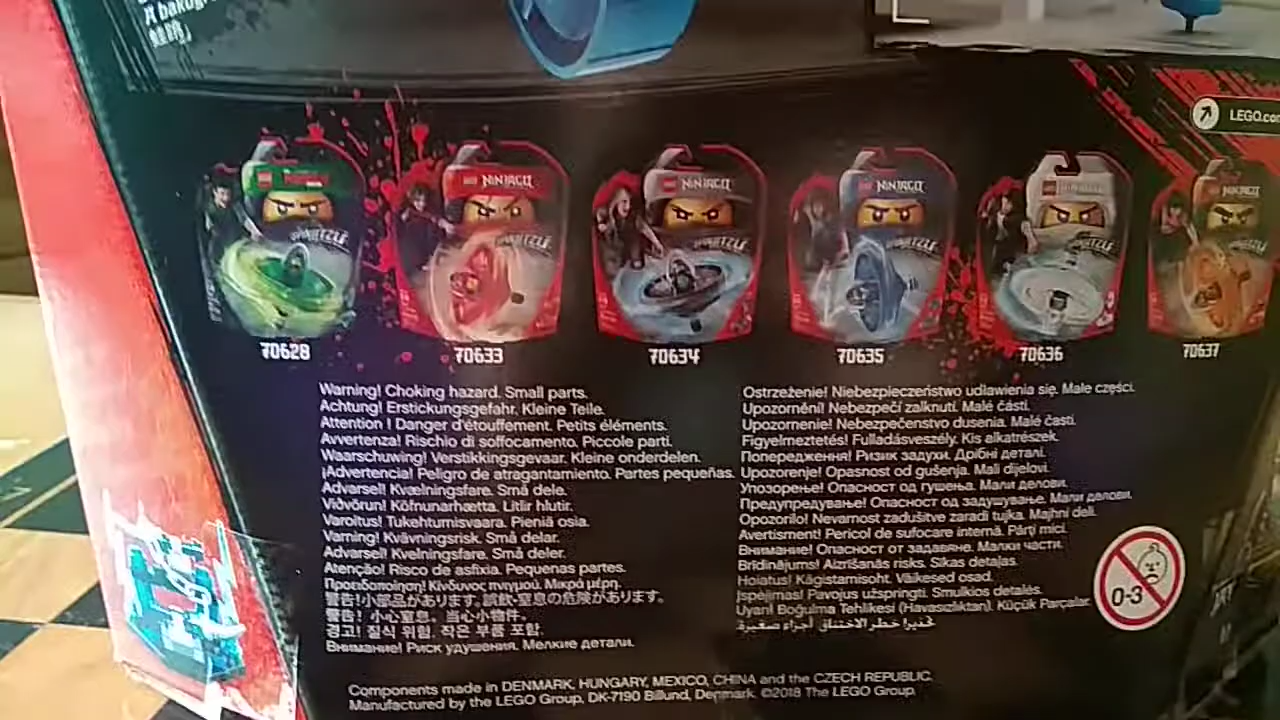 A bakug
LEGO.co
NINJAGO
NINJAGO
NINJAGO
NINJAGO
NINJAGO
70628
70633
70634
70635
70636
70637
Warning! Choking hazard. Small parts.
Achtung! Erstickungsgefahr. Kleine Teile.
Attention ! Danger d'étouffement. Petits éléments.
Avvertenza! Rischio di soffocamento. Piccole parti.
Waarschuwing! Verstikkingsgevaar. Kleine onderdelen.
¡Advertencia! Peligro de atragantamiento. Partes pequeñas.
Advarsel! Kvælningsfare. Små dele.
Viðvörun! Köfnunarhætta. Litlir hlutir.
Varoitus! Tukehtumisvaara. Pieniä osia.
Varning! Kvävningsrisk. Små delar.
Advarsel! Kvelningsfare. Små deler.
Atenção! Risco de asfixia. Pequenas partes.
Προειδοποίηση! Κίνδυνος πνιγμού. Μικρά μέρη.
警告!小部品があります。誤飲・窒息の危険があります。
警告！小心窒息。当心小物件。
경고! 질식 위험. 작은 부품 포함.
Внимание! Риск удушения. Мелкие детали.
Ostrzeżenie! Niebezpieczeństwo udławienia się. Małe części.
Upozornění! Nebezpečí zalknutí. Malé části.
Upozornenie! Nebezpečenstvo dusenia. Malé časti.
Figyelmeztetés! Fulladásveszély. Kis alkatrészek.
Попередження! Ризик задухи. Дрібні деталі.
Upozorenje! Opasnost od gušenja. Mali dijelovi.
Упозорење! Опасност од гушења. Мали делови.
Предупредување! Опасност од задушување. Мали делови.
Opozorilo! Nevarnost zadušitve zaradi tujka. Majhni deli.
Avertisment! Pericol de sufocare internă. Părți mici.
Внимание! Опасност от задавяне. Малки части.
Brīdinājums! Aizrīšanās risks. Sīkas detaļas.
Hoiatus! Kägistamisoht. Väikesed osad.
Įspėjimas! Pavojus užspringti. Smulkios detalės.
Uyarı! Boğulma Tehlikesi (Havasızlıktan). Küçük Parçalar
تحذير! خطر الاختناق. أجزاء صغيرة
0-3
Components made in DENMARK, HUNGARY, MEXICO, CHINA and the CZECH REPUBLIC.
Manufactured by the LEGO Group, DK-7190 Billund, Denmark. ©2018 The LEGO Group.